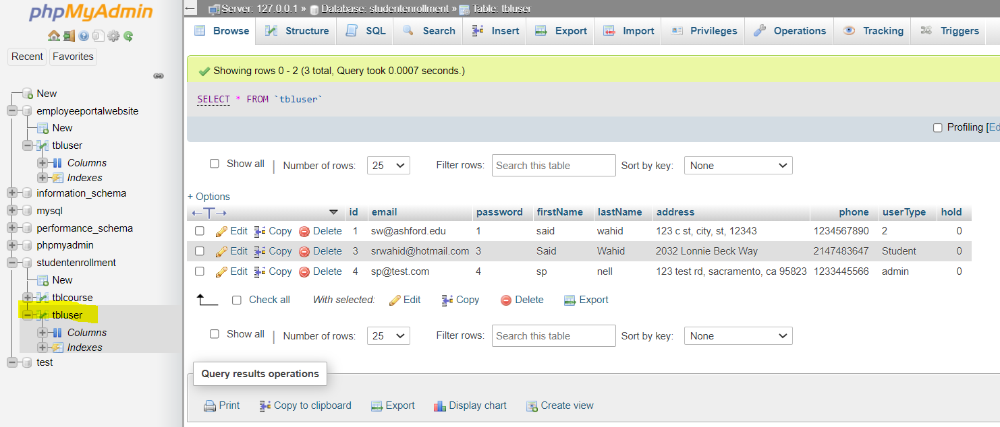 phpMyAdmin
Recent Favorites
New
employeeportalwebsite
New
tbluser
Columns
Indexes
information_schema
mysql
performance_schema
phpmyadmin
studentenrollment
New
tblcourse
tbluser
Columns
Indexes
test
Server: 127.0.0.1 » Database: studentenrollment » Table: tbluser
Browse Structure SQL Search Insert Export Import Privileges Operations Tracking Triggers
Showing rows 0 - 2 (3 total, Query took 0.0007 seconds.)
SELECT * FROM `tbluser`
Profiling [Ed
Show all | Number of rows: 25 Filter rows: Search this table Sort by key: None
+ Options
←T→ id email password firstName lastName address phone userType hold
Edit Copy Delete 1 sw@ashford.edu 1 said wahid 123 c st, city, st, 12343 1234567890 2 0
Edit Copy Delete 3 srwahid@hotmail.com 3 Said Wahid 2032 Lonnie Beck Way 2147483647 Student 0
Edit Copy Delete 4 sp@test.com 4 sp nell 123 test rd, sacramento, ca 95823 1233445566 admin 0
Check all With selected: Edit Copy Delete Export
Show all | Number of rows: 25 Filter rows: Search this table Sort by key: None
Query results operations
Print Copy to clipboard Export Display chart Create view